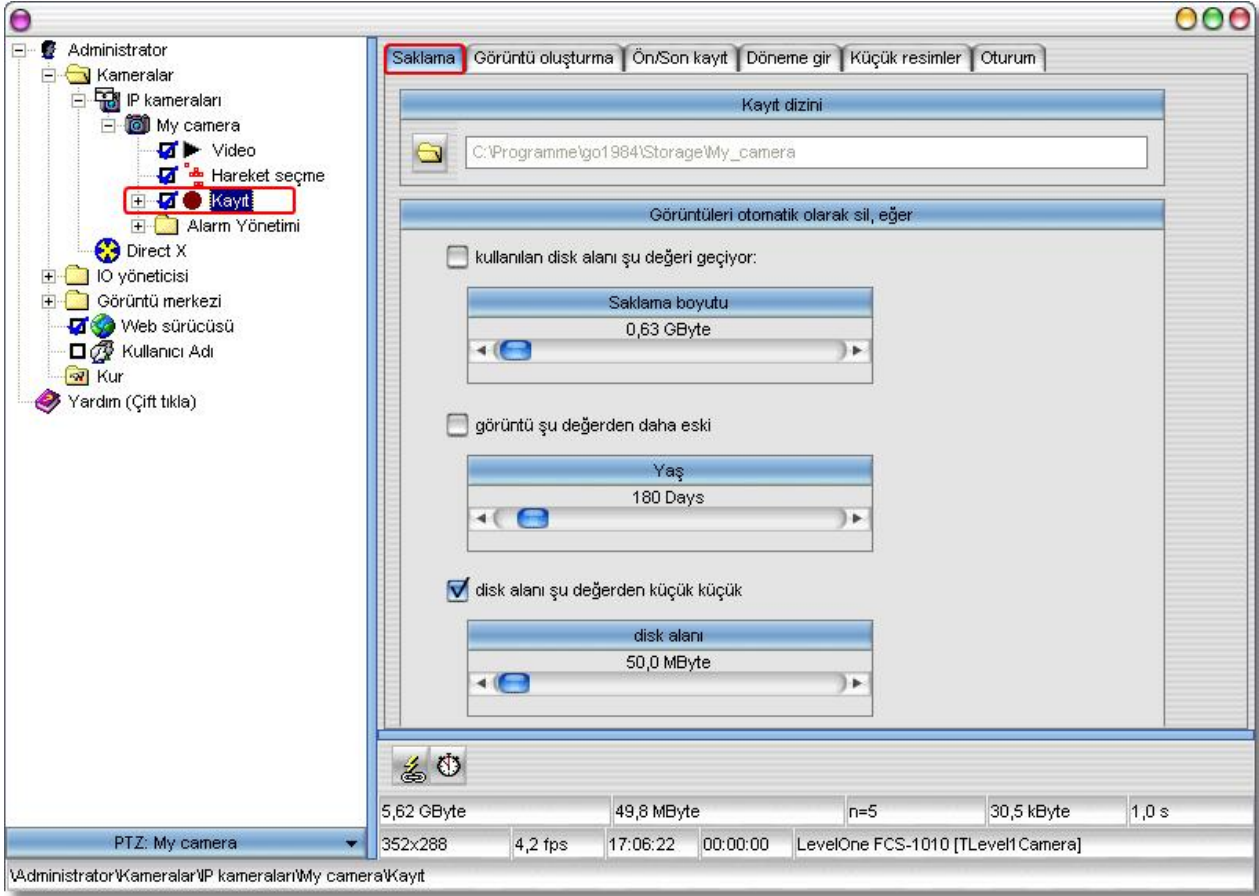 Administrator
Kameralar
IP kameraları
My camera
Video
Hareket seçme
Kayıt
Alarm Yönetimi
Direct X
IO yöneticisi
Görüntü merkezi
Web sürücüsü
Kullanıcı Adı
Kur
Yardım (Çift tıkla)
PTZ: My camera
Saklama Görüntü oluşturma Ön/Son kayıt Döneme gir Küçük resimler Oturum
Kayıt dizini
C:\Programme\go1984\Storage\My_camera
Görüntüleri otomatik olarak sil, eğer
kullanılan disk alanı şu değeri geçiyor:
Saklama boyutu
0,63 GByte
görüntü şu değerden daha eski
Yaş
180 Days
disk alanı şu değerden küçük küçük
disk alanı
50,0 MByte
5,62 GByte 49,8 MByte n=5 30,5 kByte 1,0 s
352x288 4,2 fps 17:06:22 00:00:00 LevelOne FCS-1010 [TLevel1Camera]
\Administrator\Kameralar\IP kameraları\My camera\Kayıt